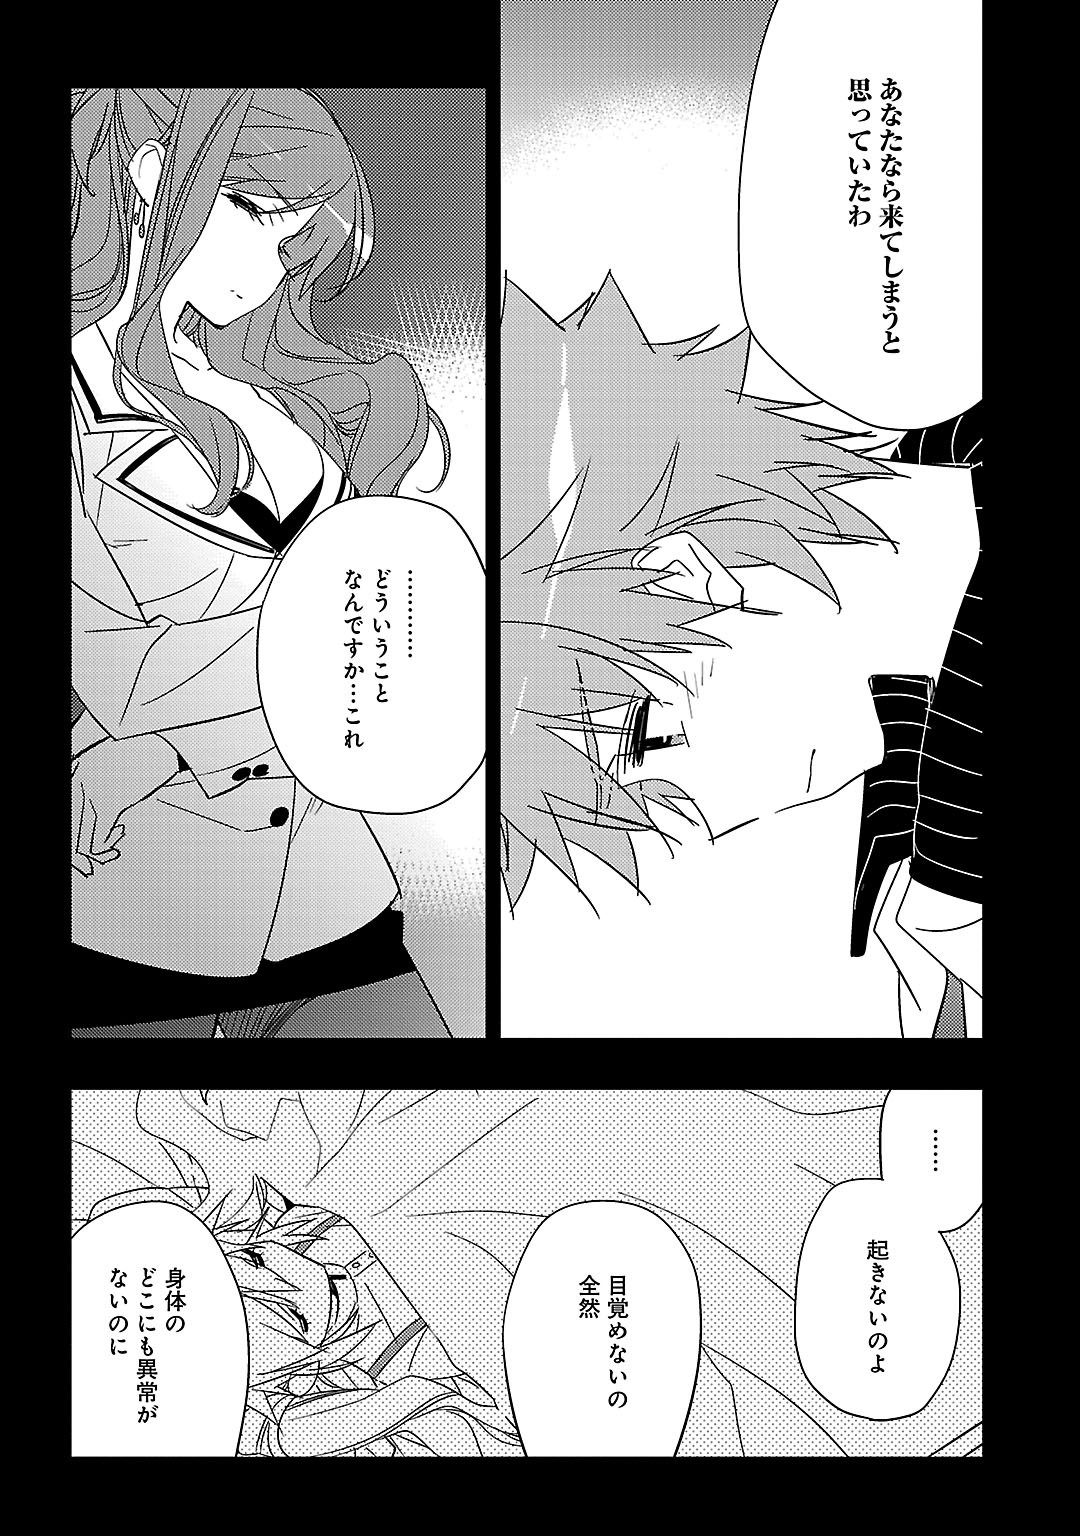 あなたなら来てしまうと
思っていたわ
…………
どういうこと
なんですか…これ
……
起きないのよ
目覚めないの
全然
身体の
どこにも異常が
ないのに